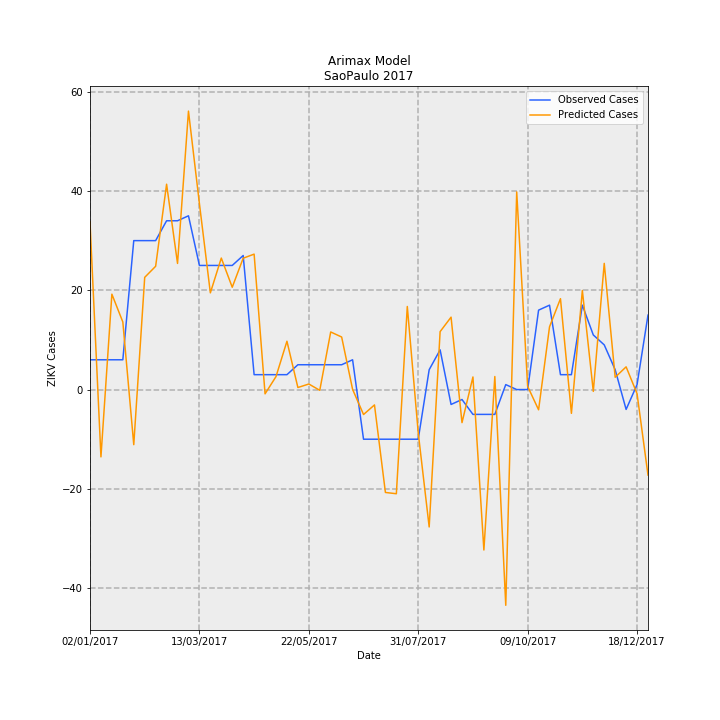 Arimax Model
SaoPaulo 2017
Observed Cases
Predicted Cases
60
40
20
0
−20
−40
ZIKV Cases
02/01/2017
13/03/2017
22/05/2017
31/07/2017
09/10/2017
18/12/2017
Date